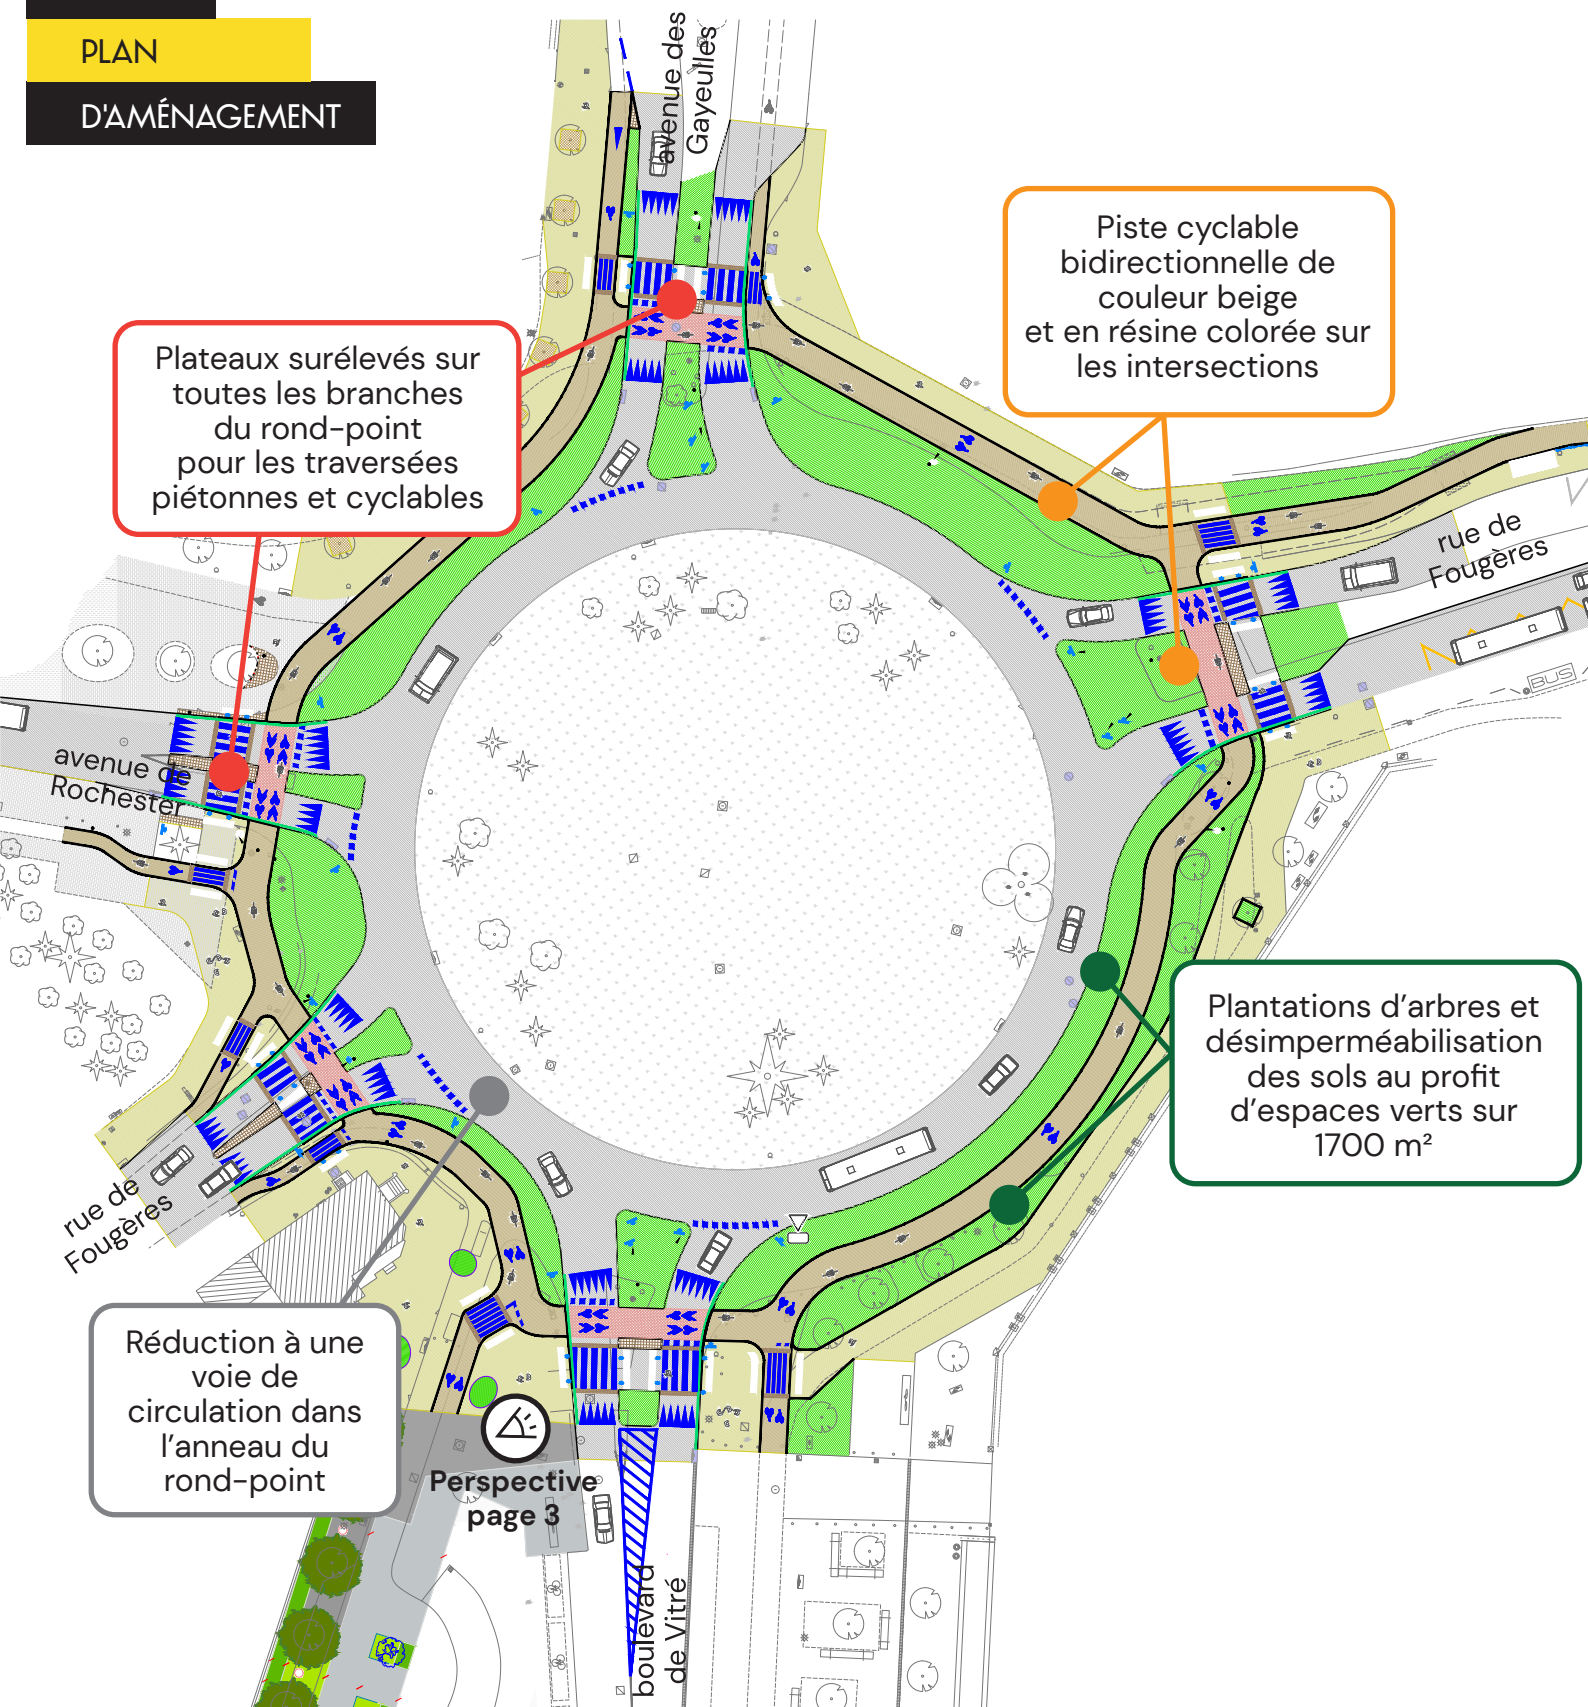 PLAN
D'AMÉNAGEMENT
avenue des
Gayeulles
Piste cyclable
bidirectionnelle de
couleur beige
et en résine colorée sur
les intersections
Plateaux surélevés sur
toutes les branches
du rond-point
pour les traversées
piétonnes et cyclables
rue de
Fougères
BUS
avenue de
Rochester
Plantations d'arbres et
désimperméabilisation
des sols au profit
d'espaces verts sur
1700 m²
rue de
Fougères
Réduction à une
voie de
circulation dans
l'anneau du
rond-point
Perspective
page 3
boulevard
de Vitré